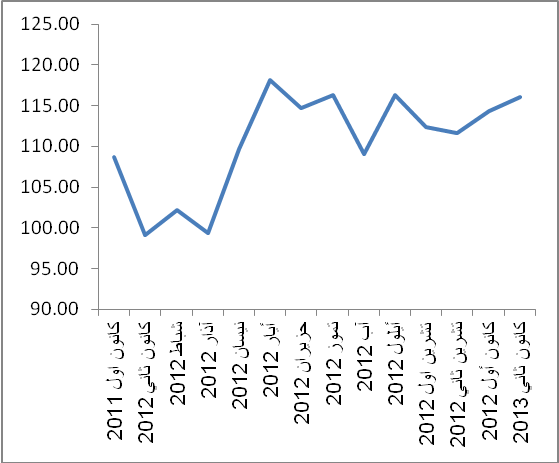 125.00
120.00
115.00
110.00
105.00
100.00
95.00
90.00
كانون اول 2011
كانون ثاني 2012
شباط 2012
آذار 2012
نيسان 2012
أيار 2012
حزيران 2012
تموز 2012
آب 2012
أيلول 2012
تشرين اول 2012
تشرين ثاني 2012
كانون أول 2012
كانون ثاني 2013